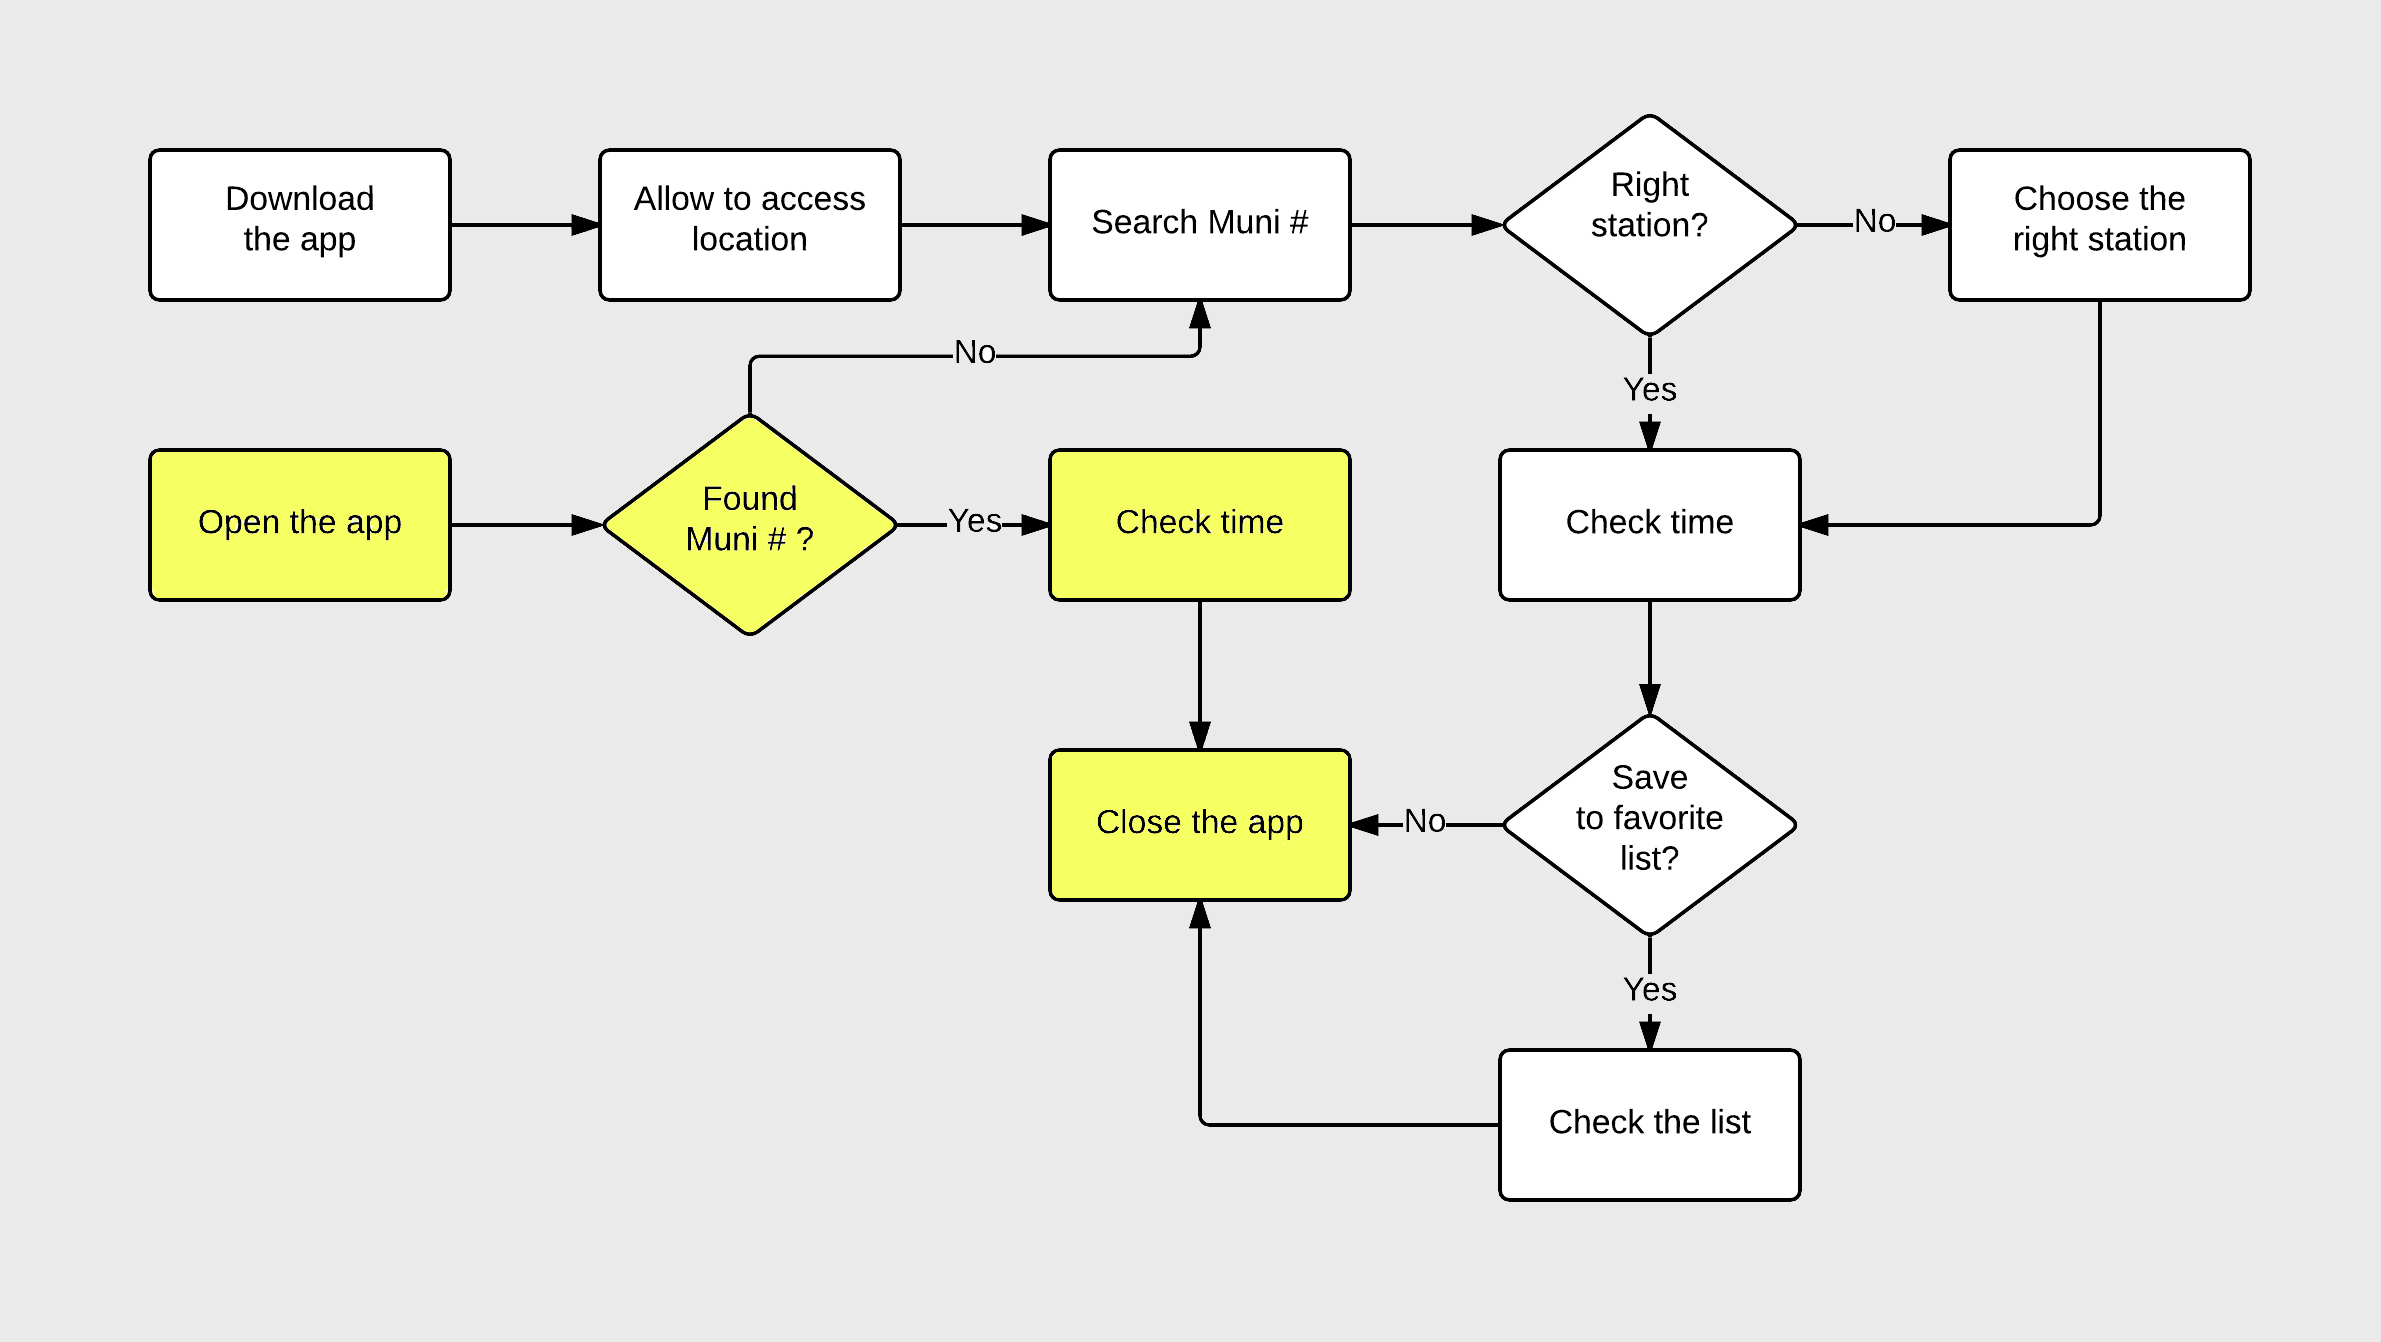 Download
the app
Allow to access
location
Search Muni #
Right
station?
No
Choose the
right station
No
Yes
Open the app
Found
Muni # ?
Yes
Check time
Check time
Close the app
No
Save
to favorite
list?
Yes
Check the list